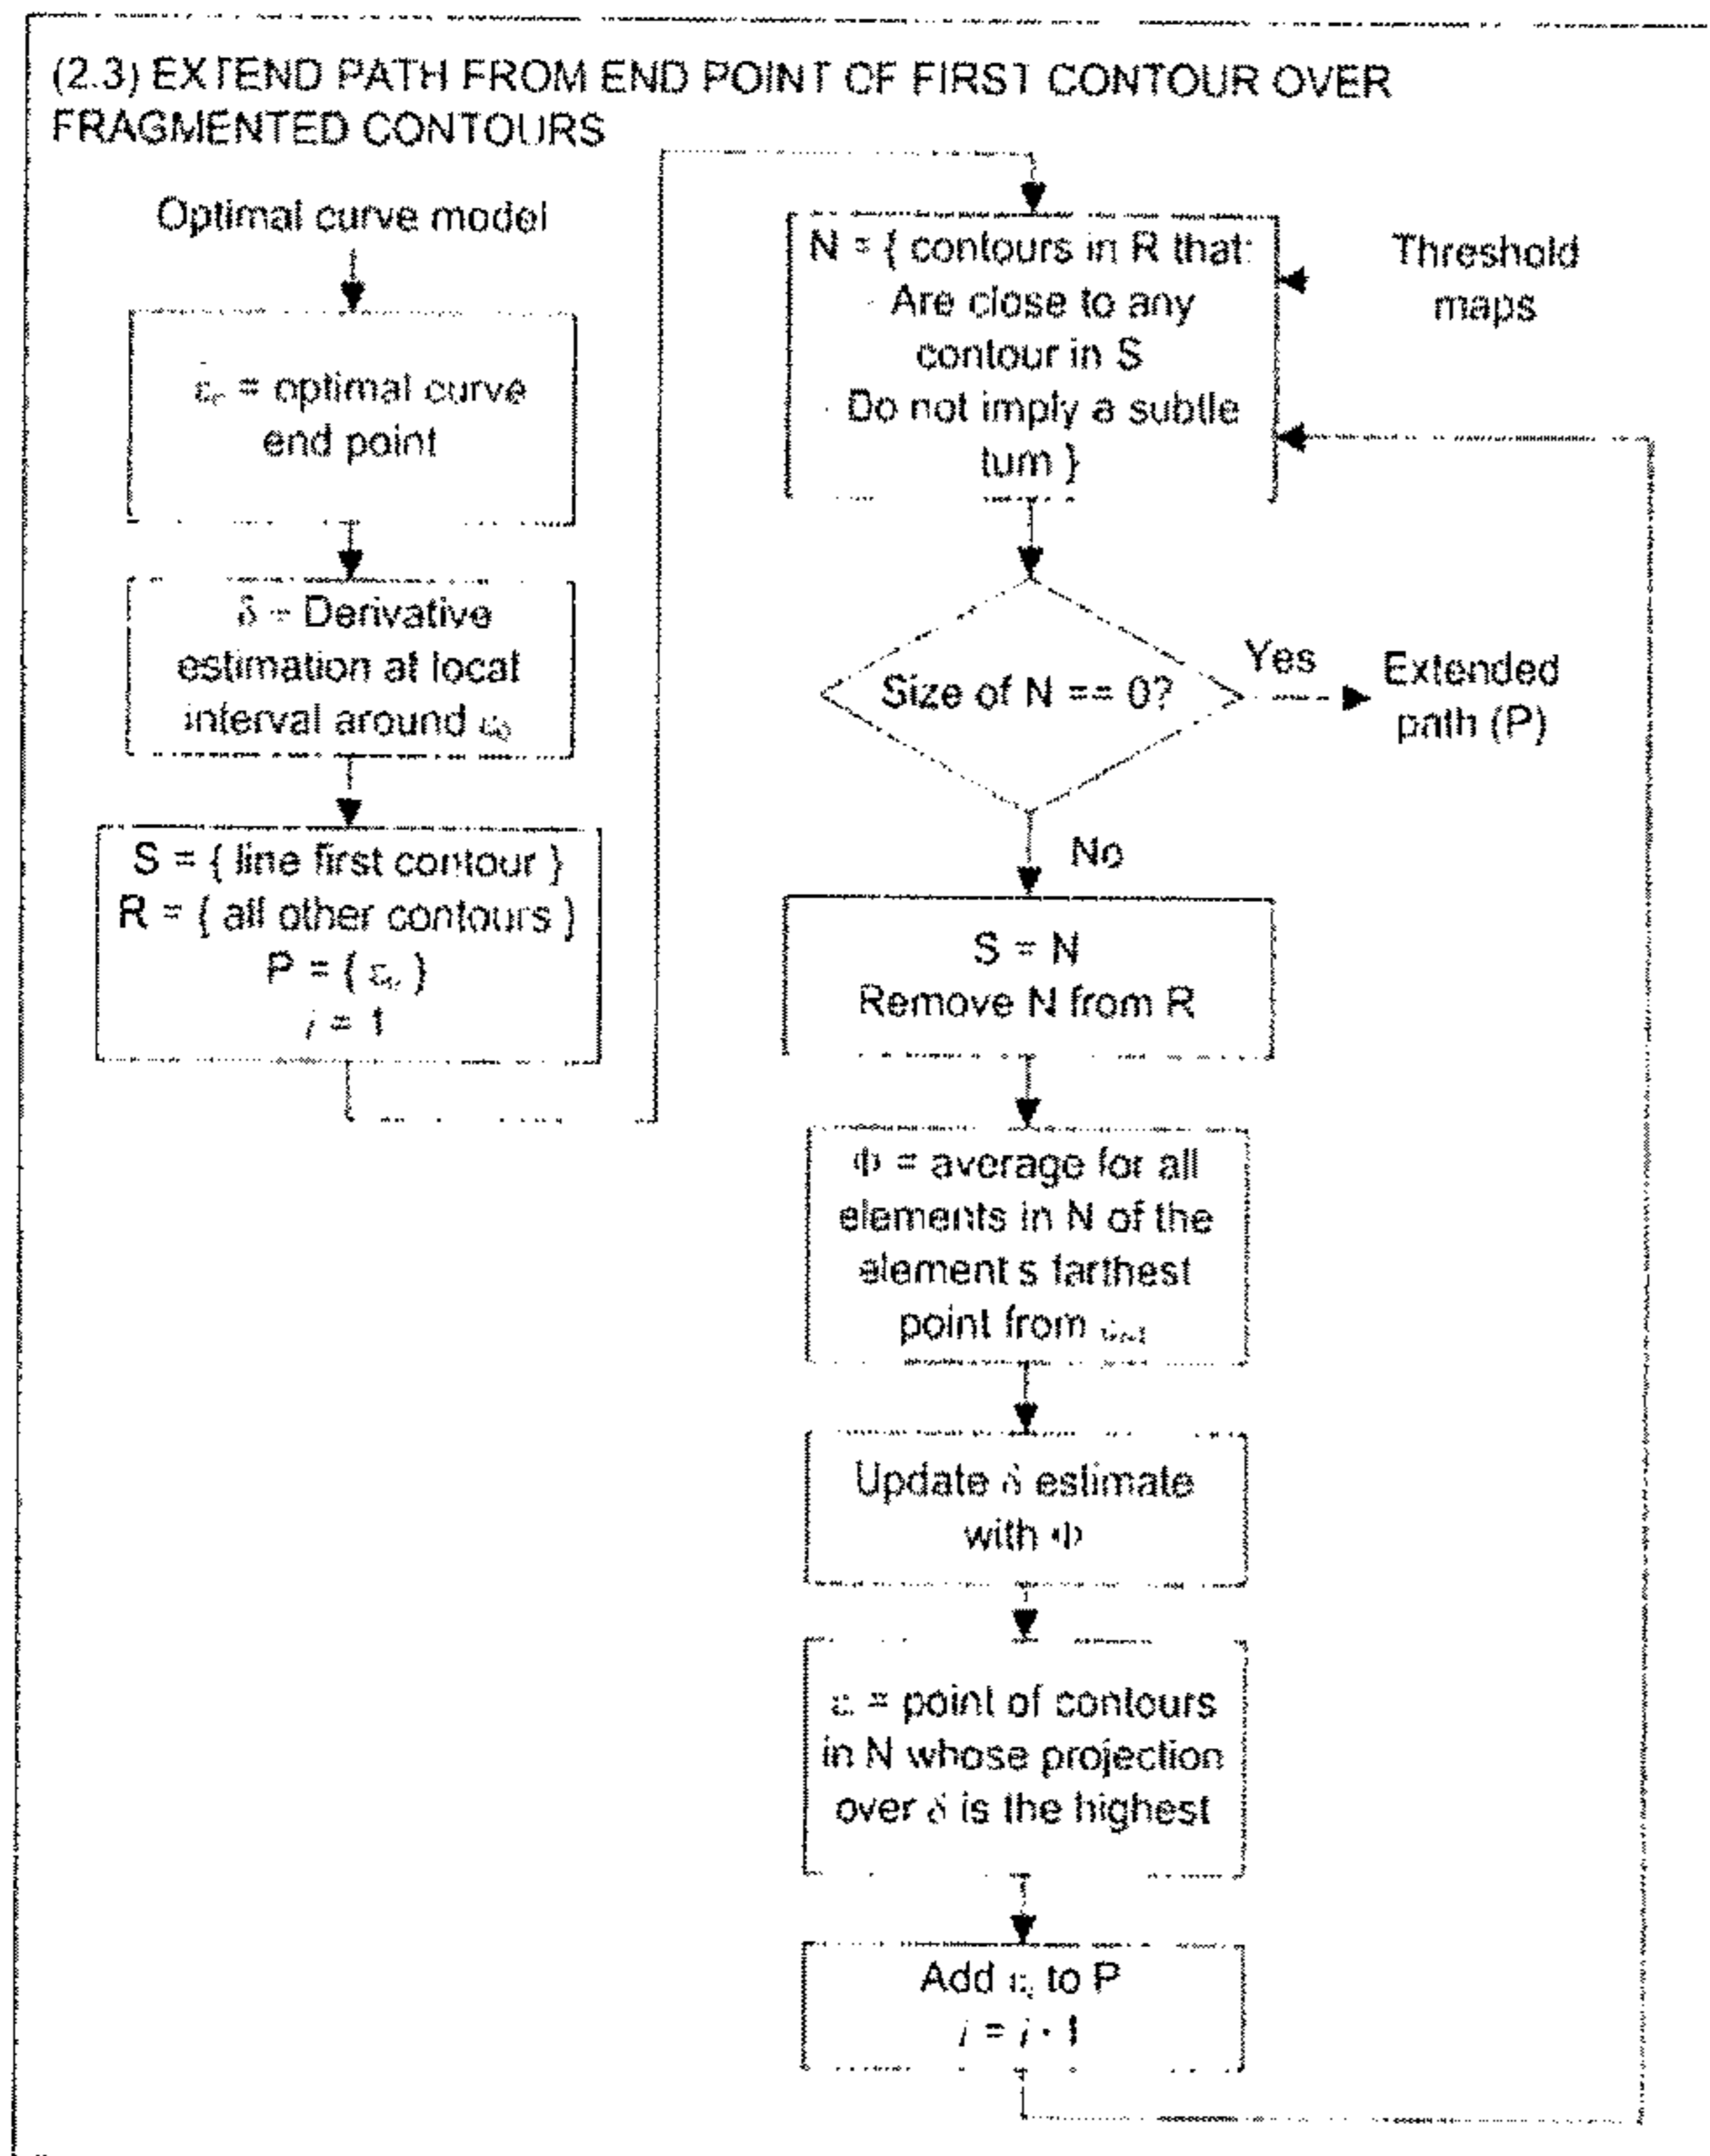 (2.3) EXTEND PATH FROM END POINT OF FIRST CONTOUR OVER
FRAGMENTED CONTOURS
Optimal curve model
= optimal curve
end point
δ = Derivative
estimation at local
interval around ε₀
S = { line first contour }
R = { all other contours }
P = { ε₀ }
i = 1
N = { contours in R that:
- Are close to any
contour in S
- Do not imply a subtle
turn }
Threshold
maps
Size of N == 0?
Yes
Extended
path (P)
No
S = N
Remove N from R
Φ = average for all
elements in N of the
element s farthest
point from
Update δ estimate
with Φ
= point of contours
in N whose projection
over δ is the highest
Add εᵢ to P
i = i 1